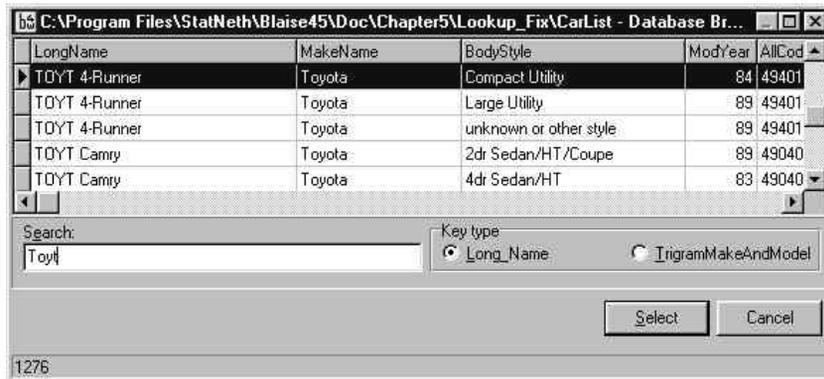 C:\Program Files\StatNeth\Blaise45\Doc\Chapter5\Lookup_Fix\CarList - Database Br...
LongName MakeName BodyStyle ModYear AllCod
TOYT 4-Runner Toyota Compact Utility 84 49401
TOYT 4-Runner Toyota Large Utility 89 49401
TOYT 4-Runner Toyota unknown or other style 89 49401
TOYT Camry Toyota 2dr Sedan/HT/Coupe 89 49040
TOYT Camry Toyota 4dr Sedan/HT 83 49040
Search: Key type
Toyt Long_Name TrigramMakeAndModel
Select Cancel
1276